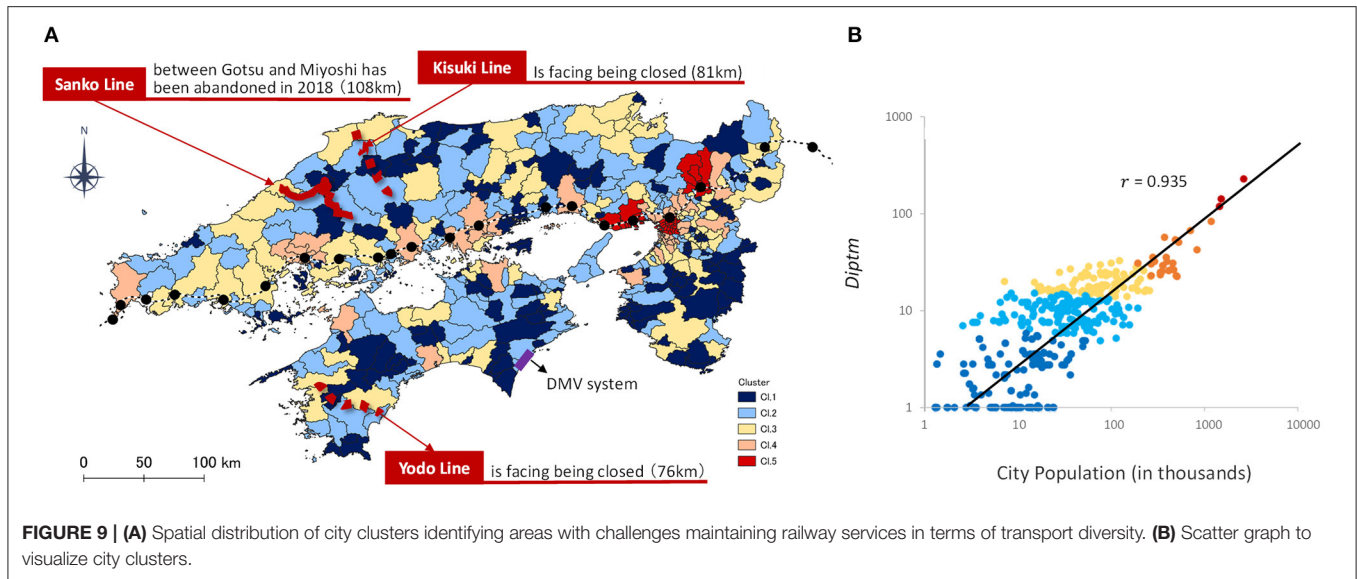 A
B
Sanko Line
between Gotsu and Miyoshi has
been abandoned in 2018 (108km)
Kisuki Line
Is facing being closed (81km)
N
DMV system
Cluster
Cl.1
Cl.2
Cl.3
Cl.4
Cl.5
0 50 100 km
Yodo Line
is facing being closed (76km)
1000
100
10
1
Diptm
r = 0.935
1 10 100 1000 10000
City Population (in thousands)
FIGURE 9 | (A) Spatial distribution of city clusters identifying areas with challenges maintaining railway services in terms of transport diversity. (B) Scatter graph to
visualize city clusters.